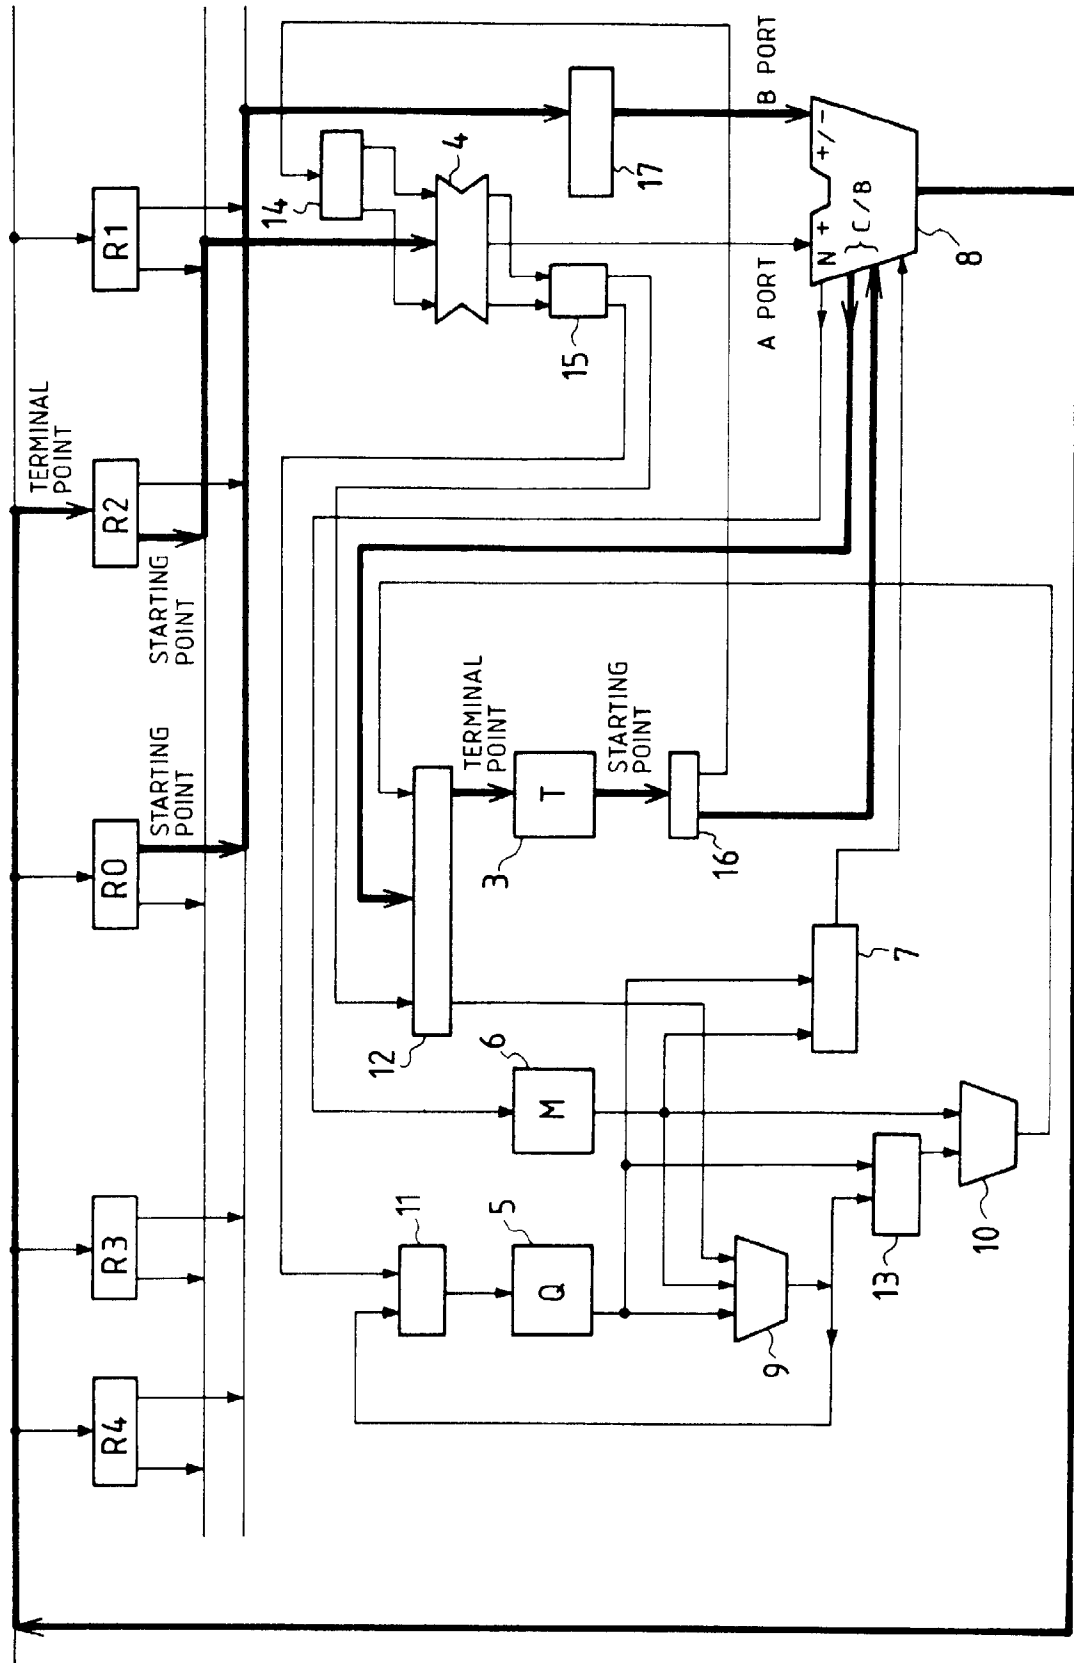 R4
R3
R0
R2
R1
STARTING
POINT
STARTING
POINT
TERMINAL
POINT
14
4
15
17
12
11
6
5
M
Q
T
3
TERMINAL
POINT
STARTING
POINT
16
7
9
13
10
A PORT
B PORT
N + +/-
} C/B
8